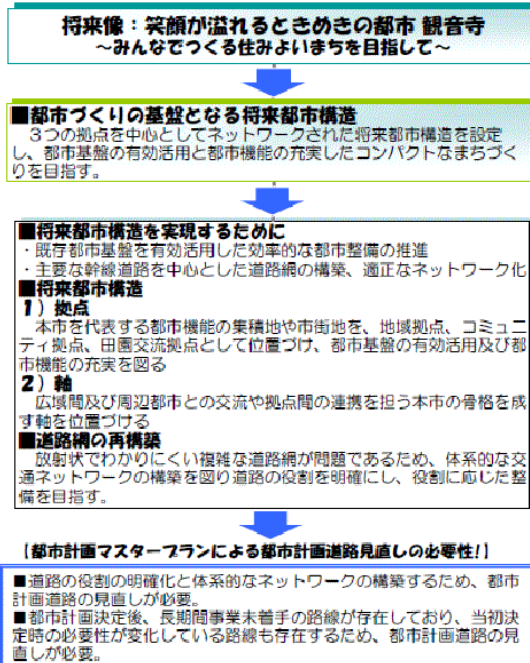 将来像：笑顔が溢れるときめきの都市 観音寺
～みんなでつくる住みよいまちを目指して～
■都市づくりの基盤となる将来都市構造
３つの拠点を中心としてネットワークされた将来都市構造を設定
し、都市基盤の有効活用と都市機能の充実したコンパクトなまちづく
りを目指す。
■将来都市構造を実現するために
・既存都市基盤を有効活用した効率的な都市整備の推進
・主要な幹線道路を中心とした道路網の構築、適正なネットワーク化
■将来都市構造
１）拠点
本市を代表する都市機能の集積地や市街地を、地域拠点、コミュニ
ティ拠点、田園交流拠点として位置づけ、都市基盤の有効活用及び都
市機能の充実を図る
２）軸
広域間及び周辺都市との交流や拠点間の連携を担う本市の骨格を成
す軸を位置づける
■道路網の再構築
放射状でわかりにくい複雑な道路網が問題であるため、体系的な交
通ネットワークの構築を図り道路の役割を明確にし、役割に応じた整
備を目指す。
【都市計画マスタープランによる都市計画道路見直しの必要性!】
■道路の役割の明確化と体系的なネットワークの構築するため、都市
計画道路の見直しが必要。
■都市計画決定後、長期間事業未着手の路線が存在しており、当初決
定時の必要性が変化している路線も存在するため、都市計画道路の見
直しが必要。